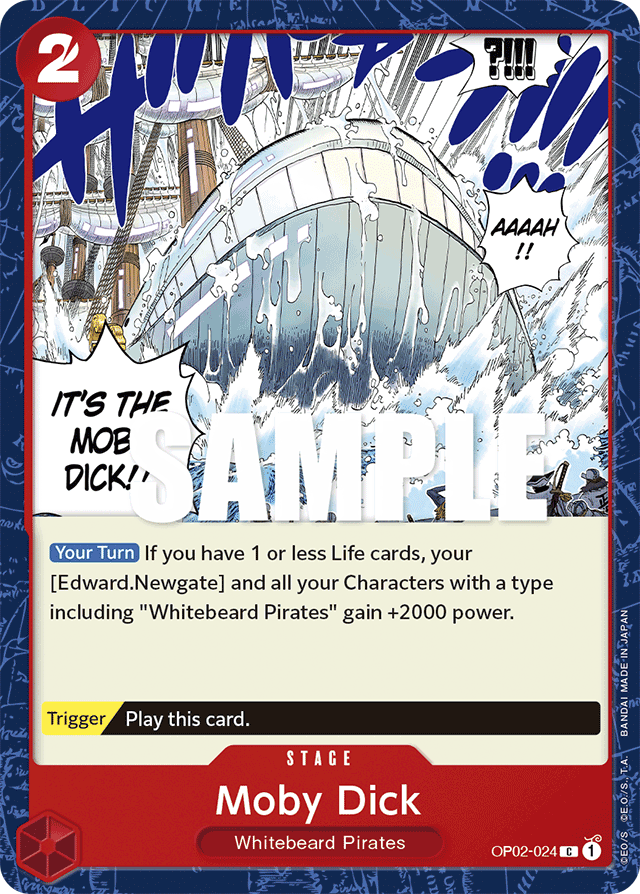 2
?!!!
AAAAH
!!
IT'S THE
MOBY
DICK!!
SAMPLE
Your Turn If you have 1 or less Life cards, your
[Edward.Newgate] and all your Characters with a type
including "Whitebeard Pirates" gain +2000 power.
Trigger Play this card.
STAGE
Moby Dick
Whitebeard Pirates
OP02-024 C 1
©E.O/S. ©E.O./S., T.A. BANDAI MADE IN JAPAN